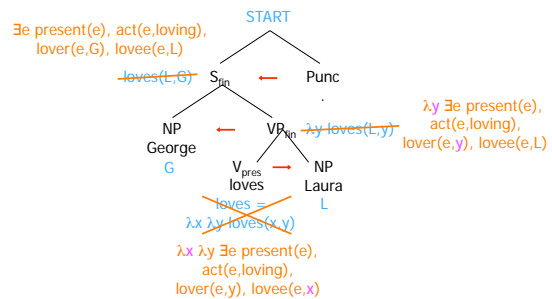 START
∃e present(e), act(e,loving),
lover(e,G), lovee(e,L)
loves(L,G) S_fin Punc
.
NP VP_fin λy loves(L,y)
George
G
λy ∃e present(e),
act(e,loving),
lover(e,y), lovee(e,L)
V_pres NP
loves Laura
loves = L
λx λy loves(x,y)
λx λy ∃e present(e),
act(e,loving),
lover(e,y), lovee(e,x)